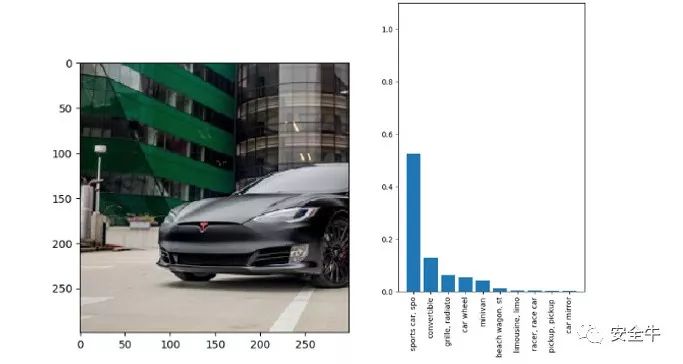 0
50
100
150
200
250
0
50
100
150
200
250
1.0
0.8
0.6
0.4
0.2
0.0
sports car, spo
convertible
grille, radiato
car wheel
minivan
beach wagon, st
limousine, limo
racer, race car
pickup, pickup
car mirror
安全牛